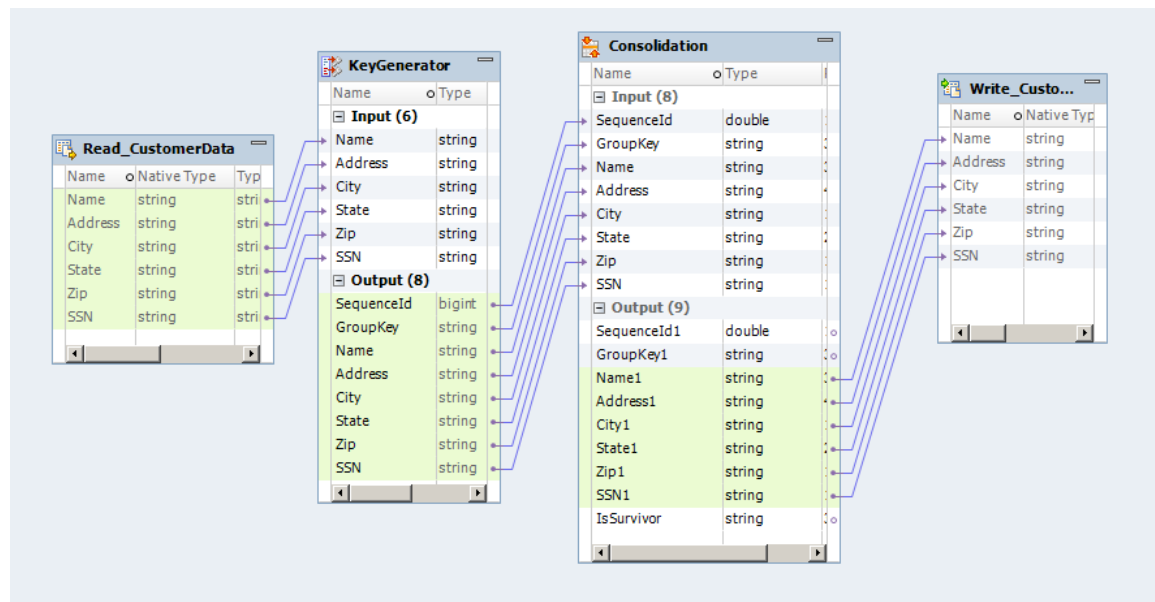 Read_CustomerData
Name Native Type Typ
Name string stri
Address string stri
City string stri
State string stri
Zip string stri
SSN string stri
KeyGenerator
Name Type
Input (6)
Name string
Address string
City string
State string
Zip string
SSN string
Output (8)
SequenceId bigint
GroupKey string
Name string
Address string
City string
State string
Zip string
SSN string
Consolidation
Name Type
Input (8)
SequenceId double
GroupKey string
Name string
Address string
City string
State string
Zip string
SSN string
Output (9)
SequenceId1 double
GroupKey1 string
Name1 string
Address1 string
City1 string
State1 string
Zip1 string
SSN1 string
IsSurvivor string
Write_Custo...
Name Native Typ
Name string
Address string
City string
State string
Zip string
SSN string